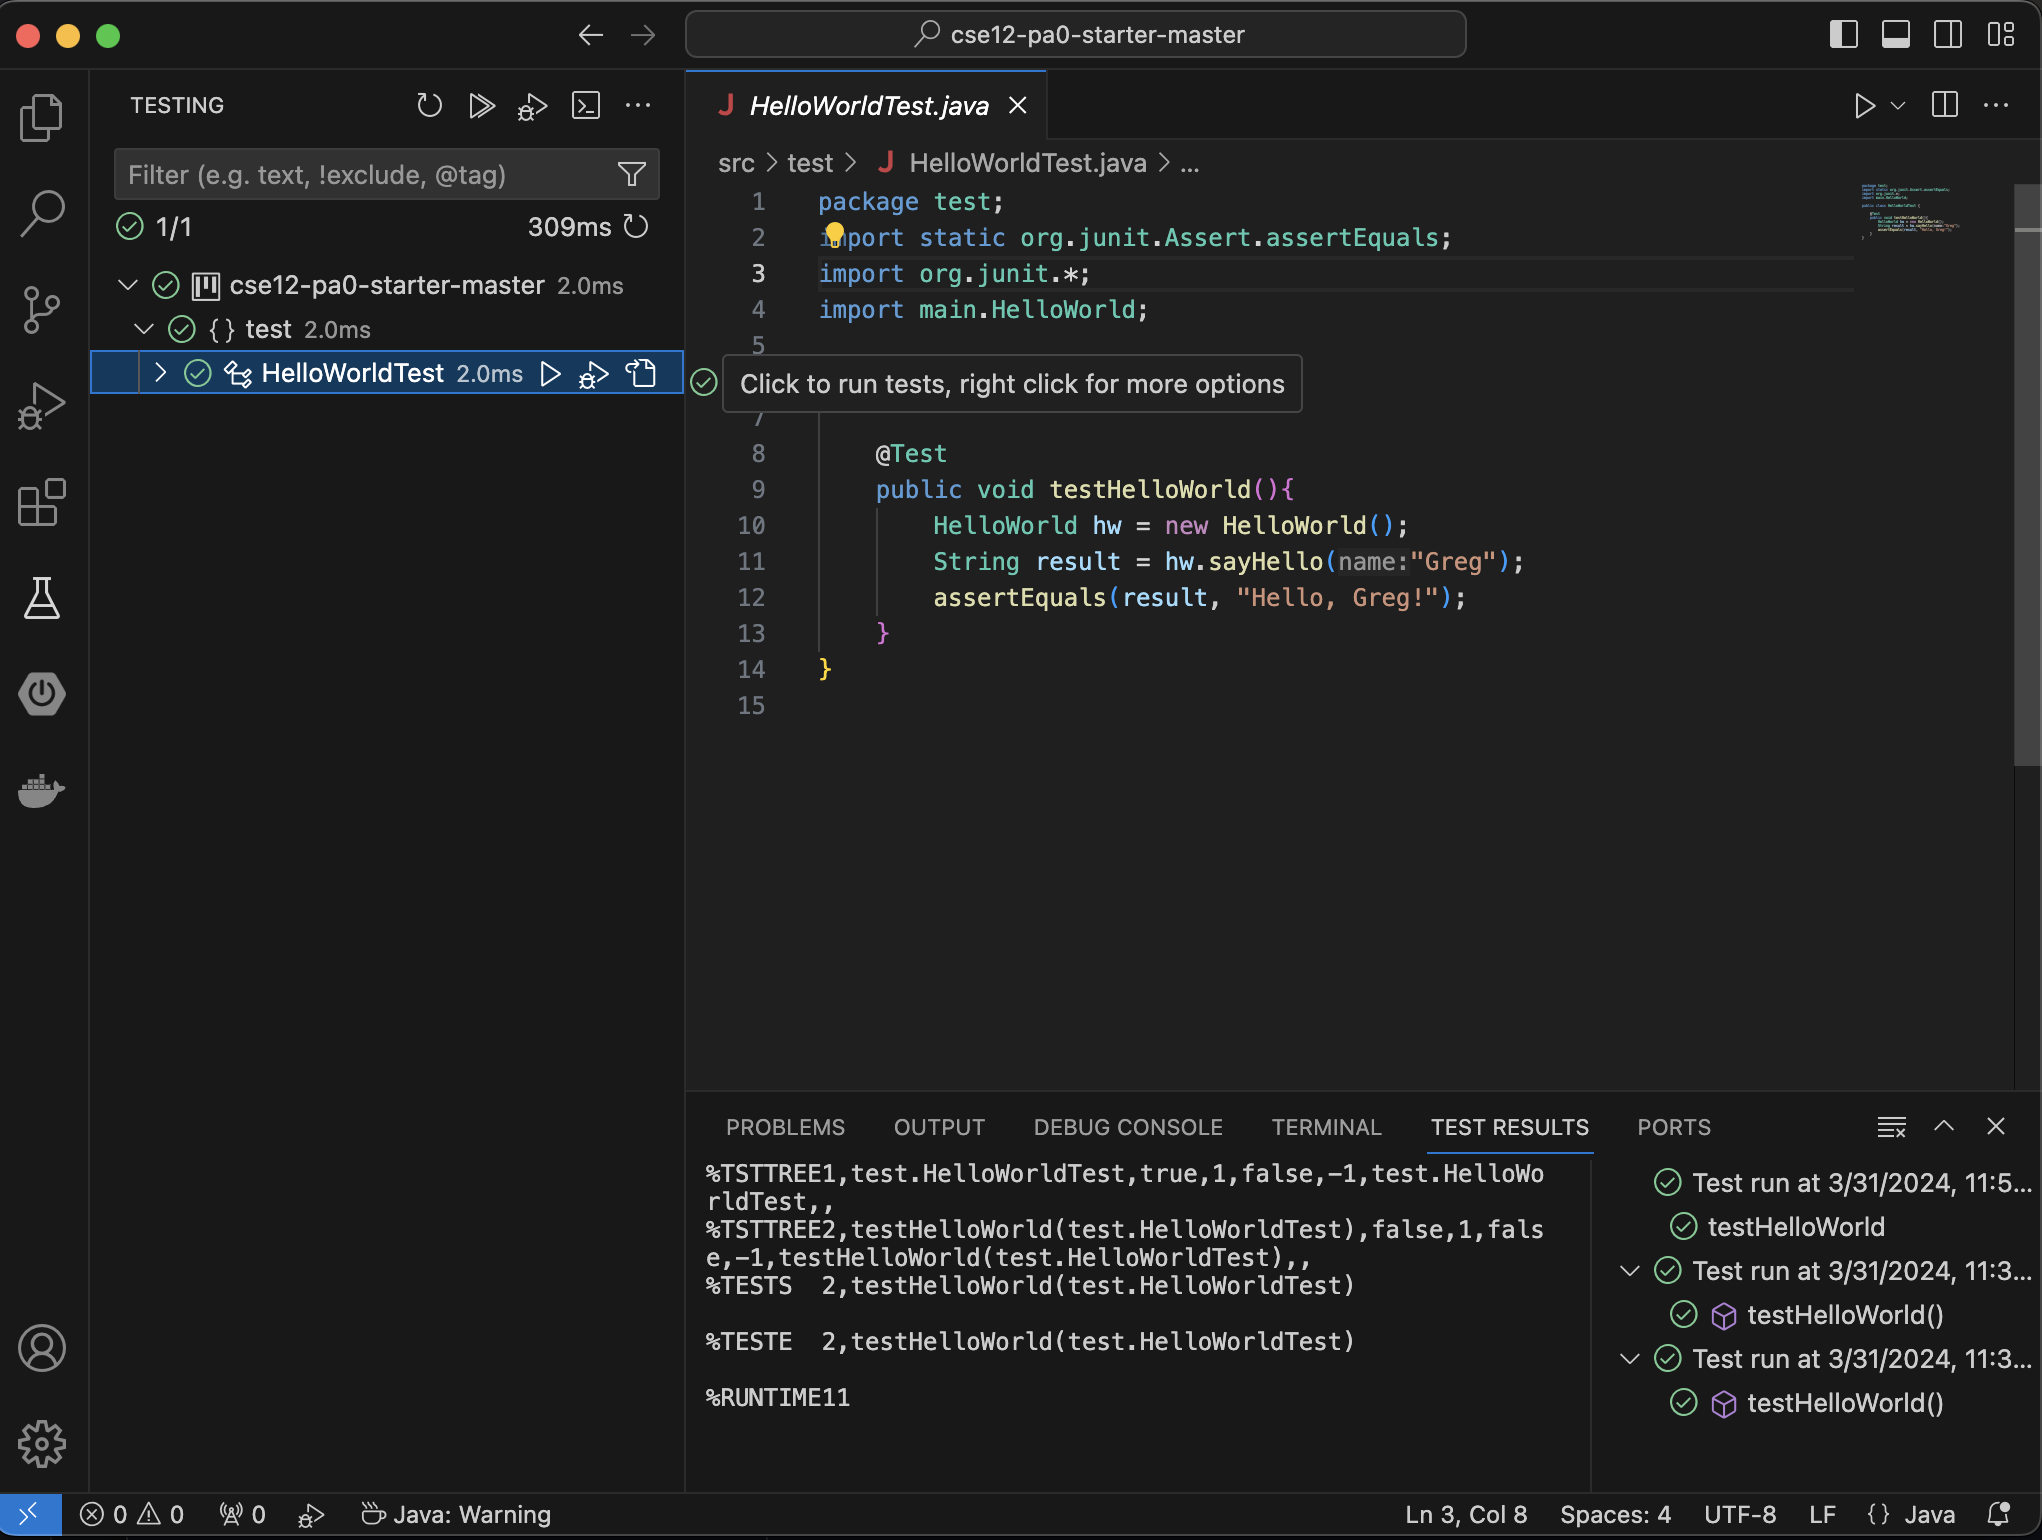 cse12-pa0-starter-master
TESTING
Filter (e.g. text, !exclude, @tag)
1/1
309ms
cse12-pa0-starter-master 2.0ms
{} test 2.0ms
HelloWorldTest 2.0ms
J HelloWorldTest.java
src > test > J HelloWorldTest.java > ...
1 package test;
2 import static org.junit.Assert.assertEquals;
3 import org.junit.*;
4 import main.HelloWorld;
5
Click to run tests, right click for more options
7
8 @Test
9 public void testHelloWorld(){
10 HelloWorld hw = new HelloWorld();
11 String result = hw.sayHello(name:"Greg");
12 assertEquals(result, "Hello, Greg!");
13 }
14 }
15
PROBLEMS OUTPUT DEBUG CONSOLE TERMINAL TEST RESULTS PORTS
%TSTTREE1,test.HelloWorldTest,true,1,false,-1,test.HelloWo
rldTest,,
%TSTTREE2,testHelloWorld(test.HelloWorldTest),false,1,fals
e,-1,testHelloWorld(test.HelloWorldTest),,
%TESTS  2,testHelloWorld(test.HelloWorldTest)
%TESTE  2,testHelloWorld(test.HelloWorldTest)
%RUNTIME11
Test run at 3/31/2024, 11:5...
testHelloWorld
Test run at 3/31/2024, 11:3...
testHelloWorld()
Test run at 3/31/2024, 11:3...
testHelloWorld()
0 0 0 Java: Warning Ln 3, Col 8 Spaces: 4 UTF-8 LF {} Java